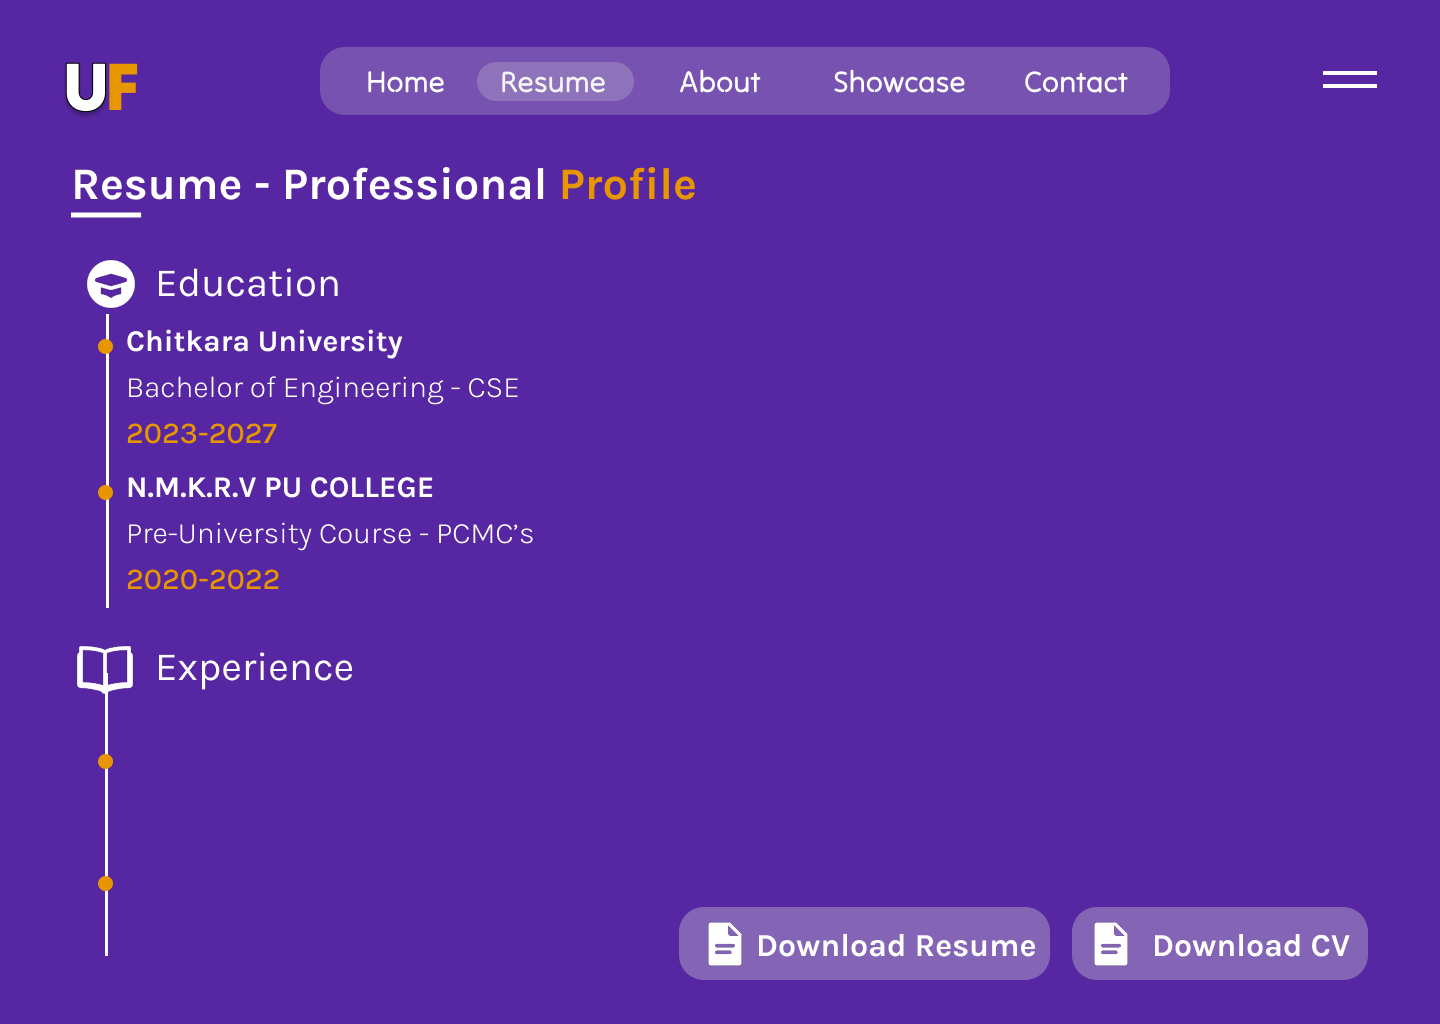 UF
Home Resume About Showcase Contact
Resume - Professional Profile
Education
Chitkara University
Bachelor of Engineering - CSE
2023-2027
N.M.K.R.V PU COLLEGE
Pre-University Course - PCMC’s
2020-2022
Experience
Download Resume Download CV